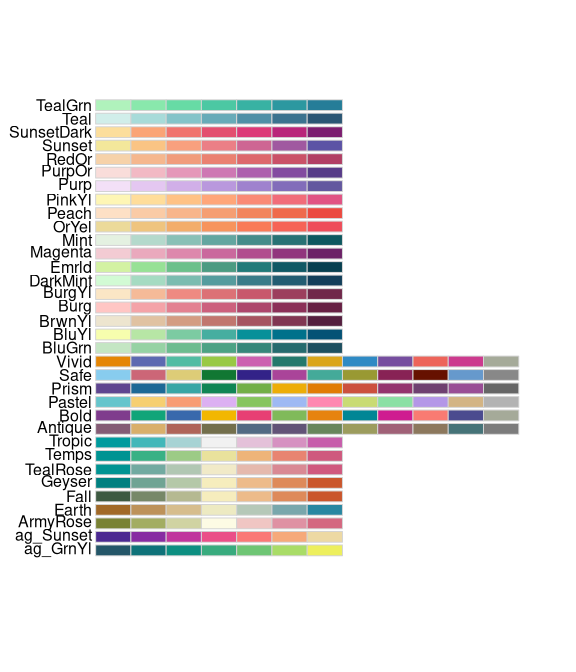 TealGrn
Teal
SunsetDark
Sunset
RedOr
PurpOr
Purp
PinkYl
Peach
OrYel
Mint
Magenta
Emrld
DarkMint
BurgYl
Burg
BrwnYl
BluYl
BluGrn
Vivid
Safe
Prism
Pastel
Bold
Antique
Tropic
Temps
TealRose
Geyser
Fall
Earth
ArmyRose
ag_Sunset
ag_GrnYl